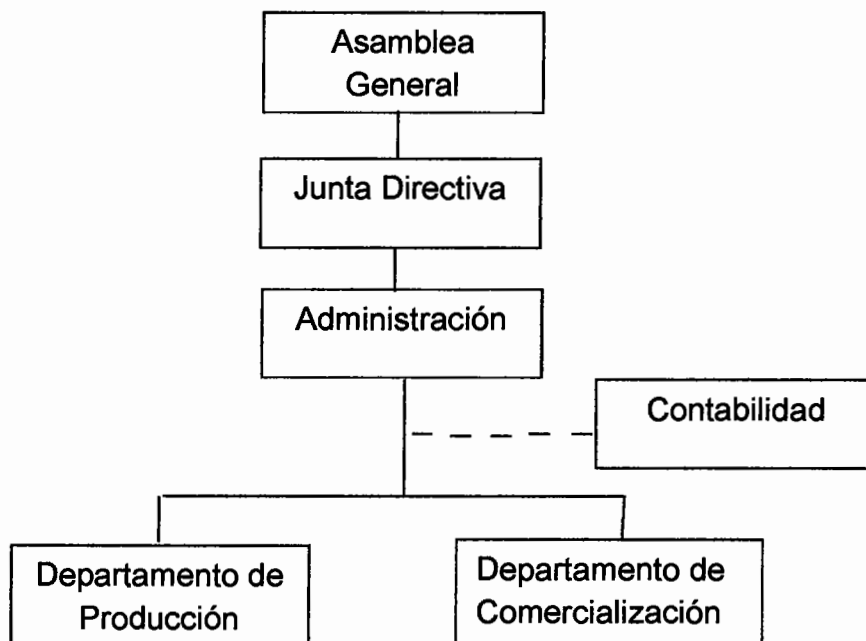 Asamblea
General
Junta Directiva
Administración
Contabilidad
Departamento de
Producción
Departamento de
Comercialización